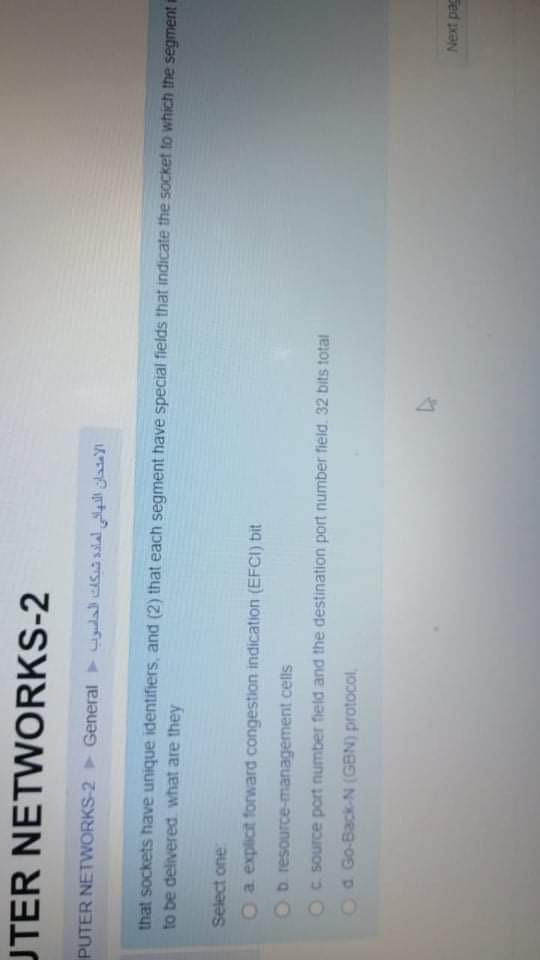 UTER NETWORKS-2
PUTER NETWORKS-2 ► General ► الامتحان النهائي لمادة شبكات الحاسوب
that sockets have unique identifiers, and (2) that each segment have special fields that indicate the socket to which the segment i
to be delivered. what are they
Select one:
a. explicit forward congestion indication (EFCI) bit
b. resource-management cells
c. source port number field and the destination port number field. 32 bits total
d. Go-Back-N (GBN) protocol.
Next pag